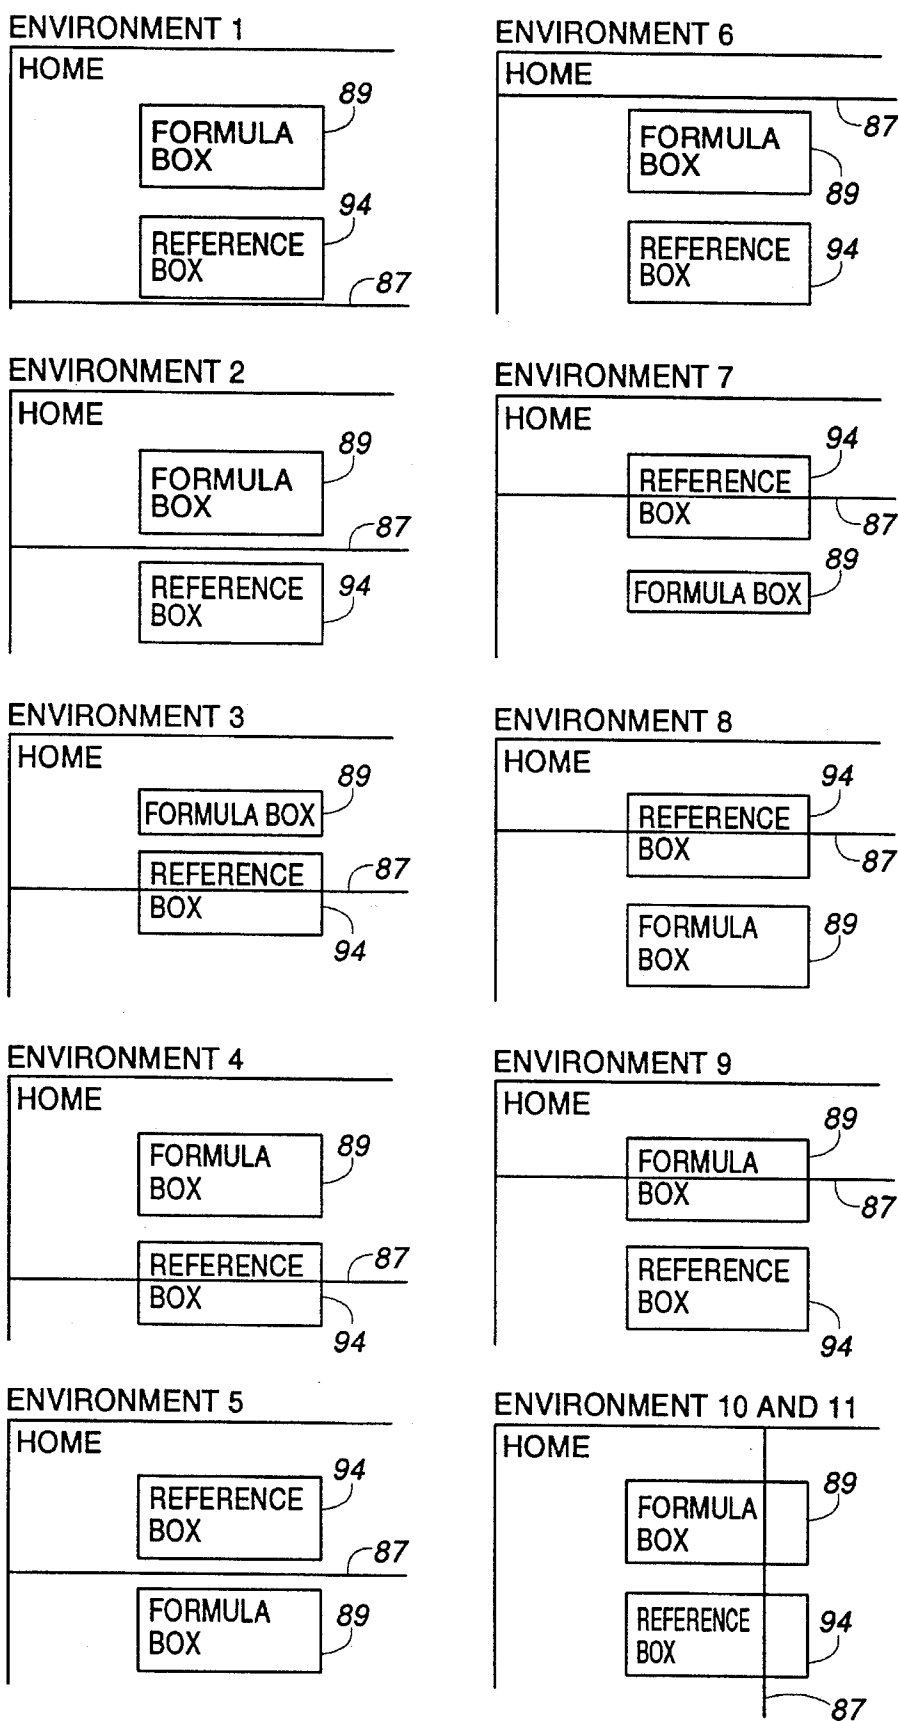 ENVIRONMENT 1
HOME
89
FORMULA
BOX
94
REFERENCE
BOX
87
ENVIRONMENT 2
HOME
89
FORMULA
BOX
87
REFERENCE
BOX
94
ENVIRONMENT 3
HOME
89
FORMULA BOX
REFERENCE
87
BOX
94
ENVIRONMENT 4
HOME
FORMULA
BOX
89
REFERENCE
87
BOX
94
ENVIRONMENT 5
HOME
94
REFERENCE
BOX
87
FORMULA
BOX
89
ENVIRONMENT 6
HOME
87
FORMULA
BOX
89
REFERENCE
BOX
94
ENVIRONMENT 7
HOME
94
REFERENCE
BOX
87
89
FORMULA BOX
ENVIRONMENT 8
HOME
94
REFERENCE
BOX
87
FORMULA
BOX
89
ENVIRONMENT 9
HOME
89
FORMULA
BOX
87
REFERENCE
BOX
94
ENVIRONMENT 10 AND 11
HOME
89
FORMULA
BOX
REFERENCE
BOX
94
87